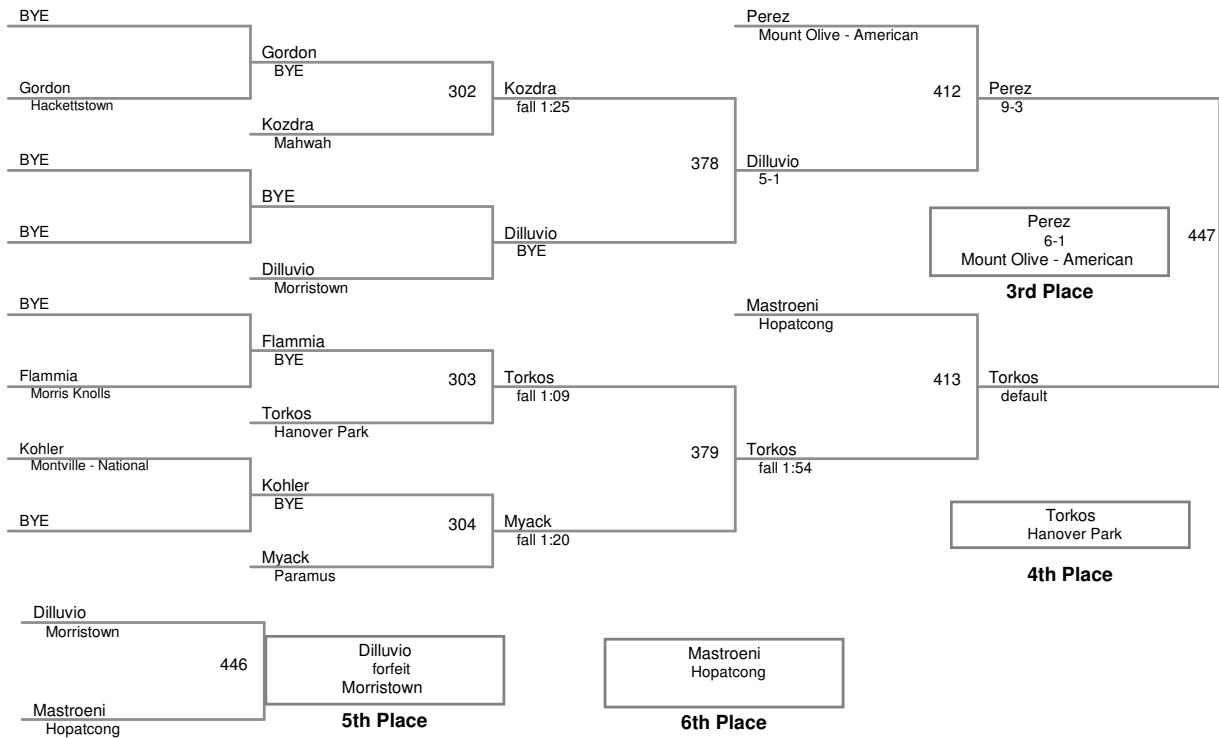 BYE
Gordon
Hackettstown
BYE
BYE
BYE
Flammia
Morris Knolls
Kohler
Montville - National
BYE
Gordon
BYE
302
Kozdra
Mahwah
BYE
Dilluvio
Morristown
Flammia
BYE
303
Torkos
Hanover Park
Kohler
BYE
304
Myack
Paramus
Kozdra
fall 1:25
378
Dilluvio
BYE
Torkos
fall 1:09
379
Myack
fall 1:20
Perez
Mount Olive - American
412
Dilluvio
5-1
Mastroeni
Hopatcong
413
Torkos
fall 1:54
Perez
9-3
447
Torkos
default
Perez
6-1
Mount Olive - American
3rd Place
Torkos
Hanover Park
4th Place
Dilluvio
Morristown
446
Mastroeni
Hopatcong
Dilluvio
forfeit
Morristown
5th Place
Mastroeni
Hopatcong
6th Place